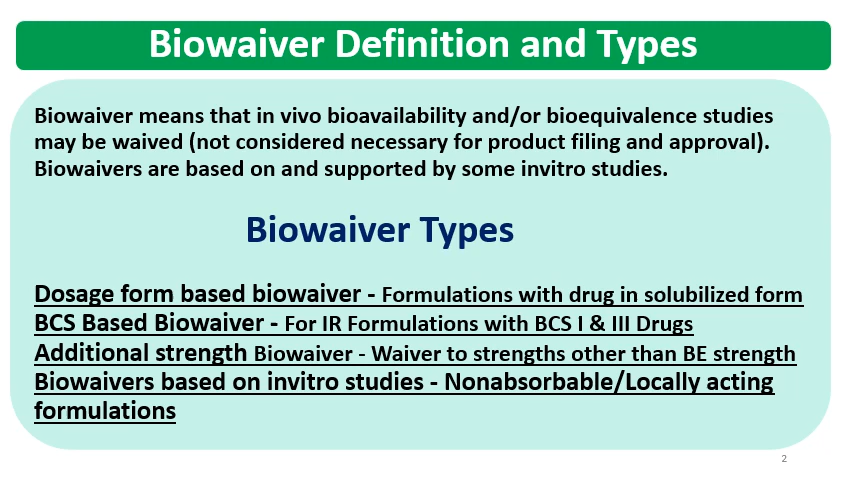 Biowaiver Definition and Types
Biowaiver means that in vivo bioavailability and/or bioequivalence studies
may be waived (not considered necessary for product filing and approval).
Biowaivers are based on and supported by some invitro studies.
Biowaiver Types
Dosage form based biowaiver - Formulations with drug in solubilized form
BCS Based Biowaiver - For IR Formulations with BCS I & III Drugs
Additional strength Biowaiver - Waiver to strengths other than BE strength
Biowaivers based on invitro studies - Nonabsorbable/Locally acting
formulations
2